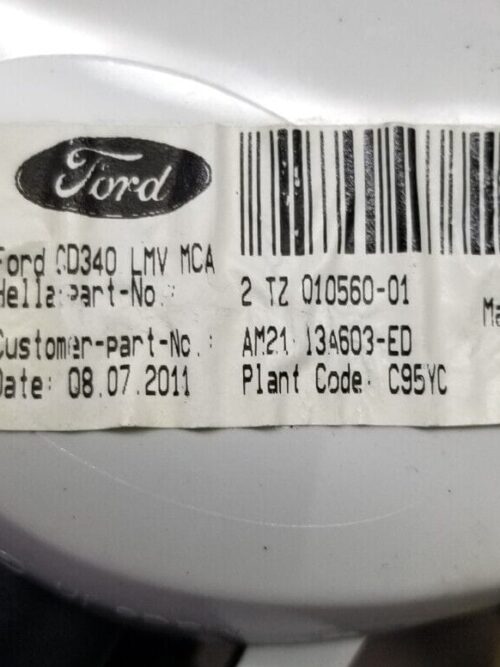 Ford
Ford CD340 LMV MCA
Hella-part-No.: 2 TZ 010560-01
Ma
Customer-part-No.: AM21 13A603-ED
Date: 08.07.2011 Plant Code: C95YC